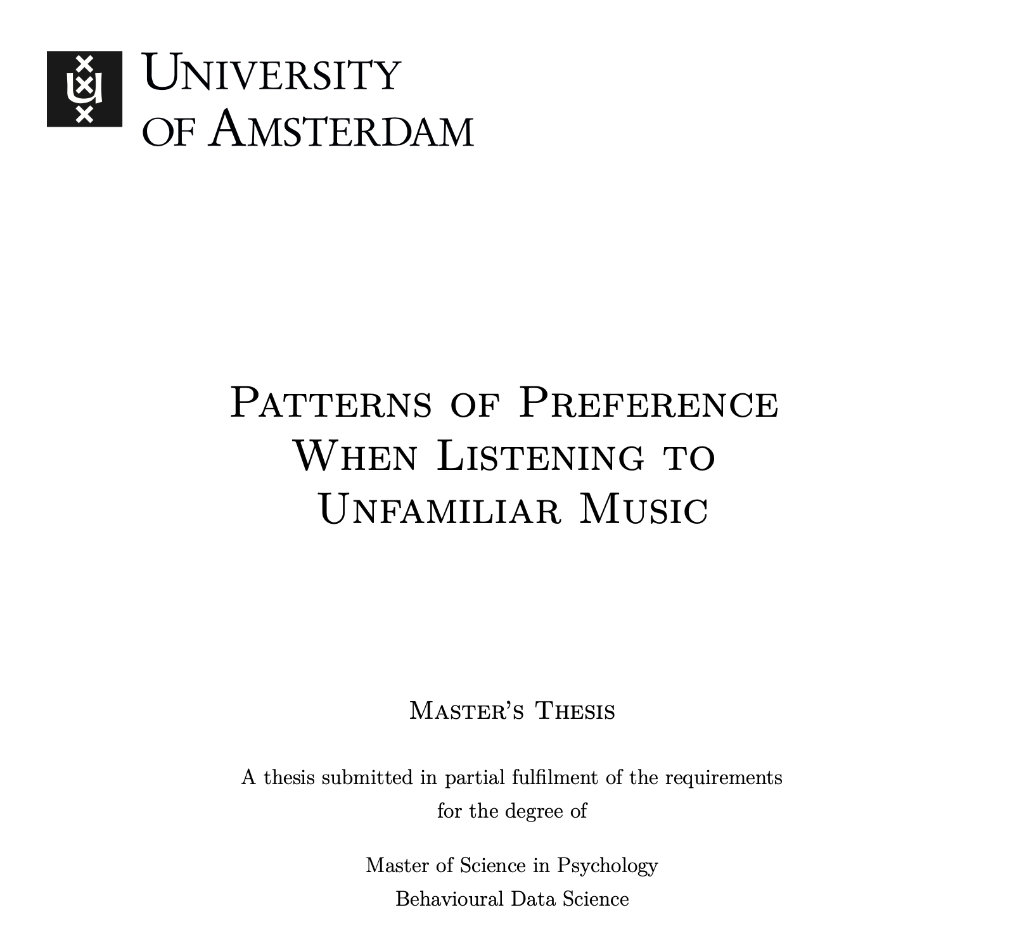 UNIVERSITY
OF AMSTERDAM
PATTERNS OF PREFERENCE
WHEN LISTENING TO
UNFAMILIAR MUSIC
MASTER'S THESIS
A thesis submitted in partial fulfilment of the requirements
for the degree of
Master of Science in Psychology
Behavioural Data Science